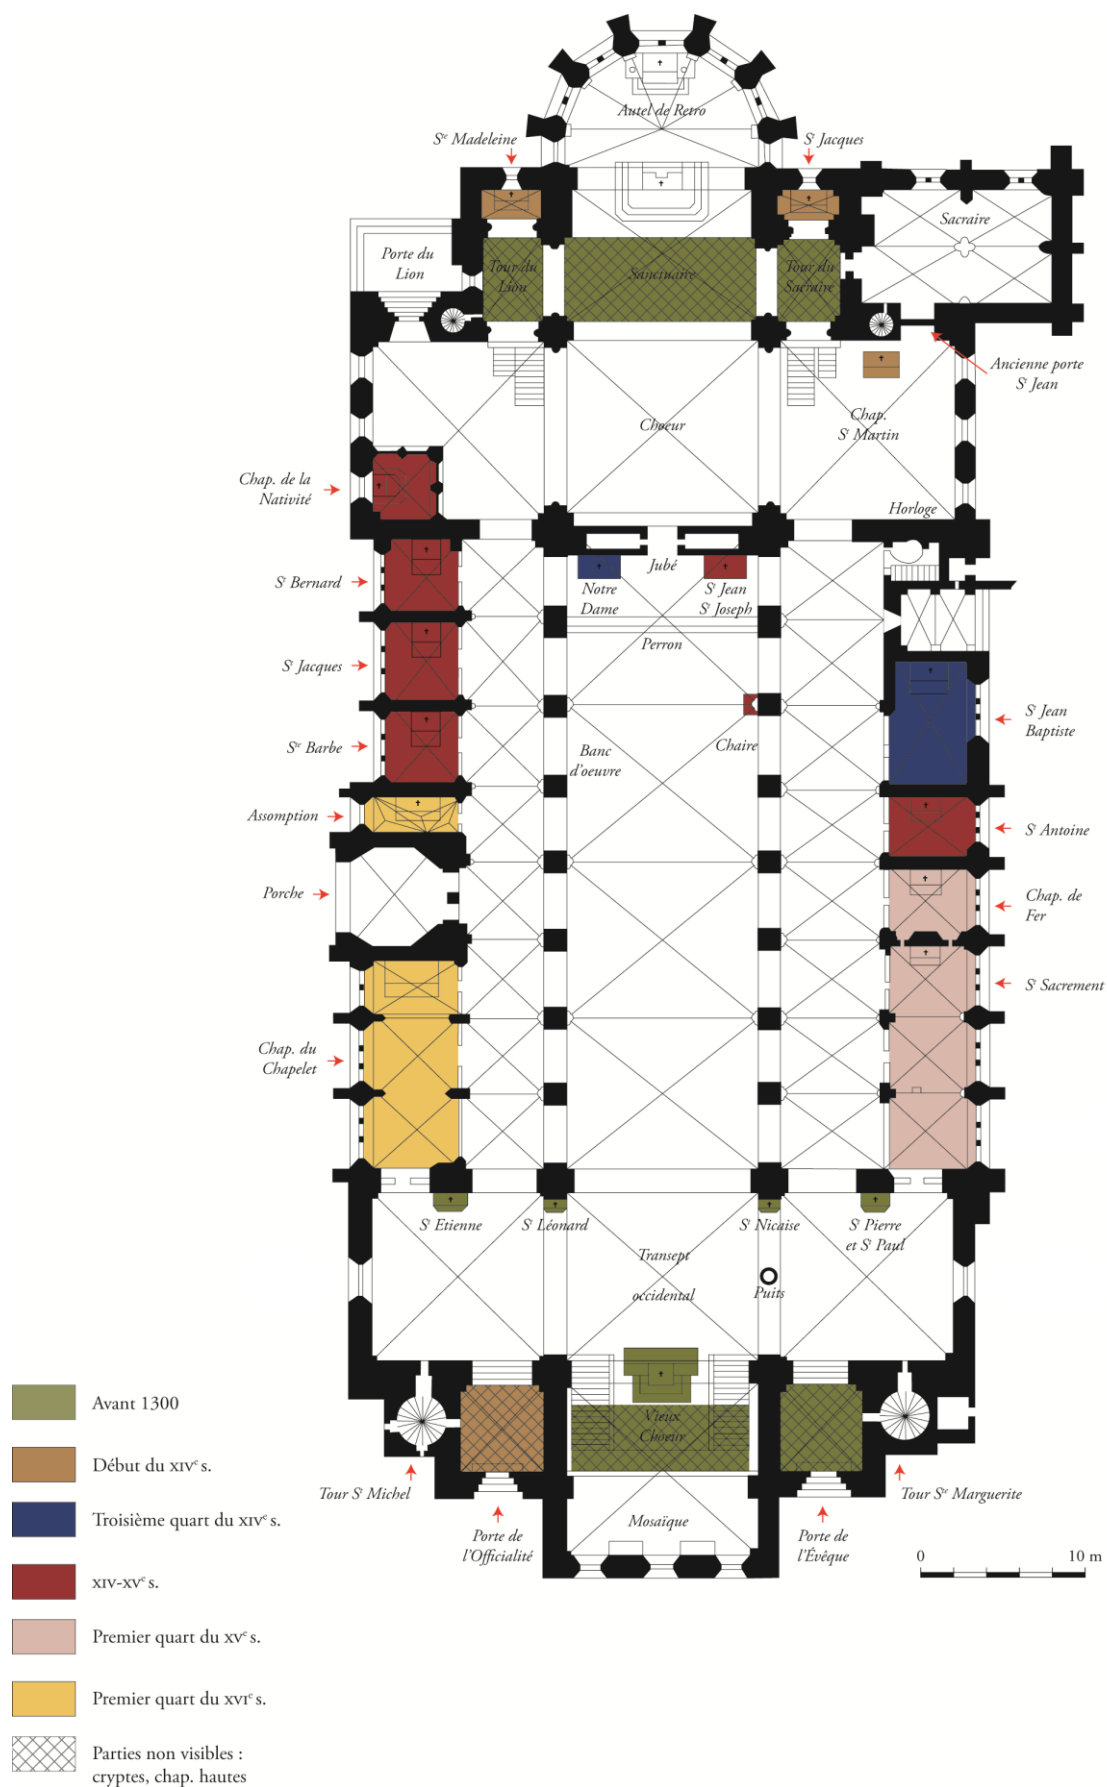 Autel de Retro
Sᵗᵉ Madeleine
Sᵗ Jacques
Sacraire
Porte du
Lion
Tour du
Lion
Sanctuaire
Tour du
Sacraire
Ancienne porte
Sᵗ Jean
Choeur
Chap.
Sᵗ Martin
Chap. de la
Nativité
Horloge
Jubé
Sᵗ Bernard
Notre
Dame
Sᵗ Jean
Sᵗ Joseph
Perron
Sᵗ Jacques
Sᵗ Jean
Baptiste
Sᵗᵉ Barbe
Banc
d'oeuvre
Chaire
Assomption
Sᵗ Antoine
Porche
Chap. de
Fer
Sᵗ Sacrement
Chap. du
Chapelet
Sᵗ Etienne
Sᵗ Léonard
Sᵗ Nicaise
Sᵗ Pierre
et Sᵗ Paul
Transept
occidental
Puits
Vieux
Choeur
Tour Sᵗ Michel
Tour Sᵗᵉ Marguerite
Mosaïque
Porte de
l'Officialité
Porte de
l'Évêque
0 10 m
Avant 1300
Début du XIVᵉ s.
Troisième quart du XIVᵉ s.
XIV-XVᵉ s.
Premier quart du XVᵉ s.
Premier quart du XVIᵉ s.
Parties non visibles :
cryptes, chap. hautes